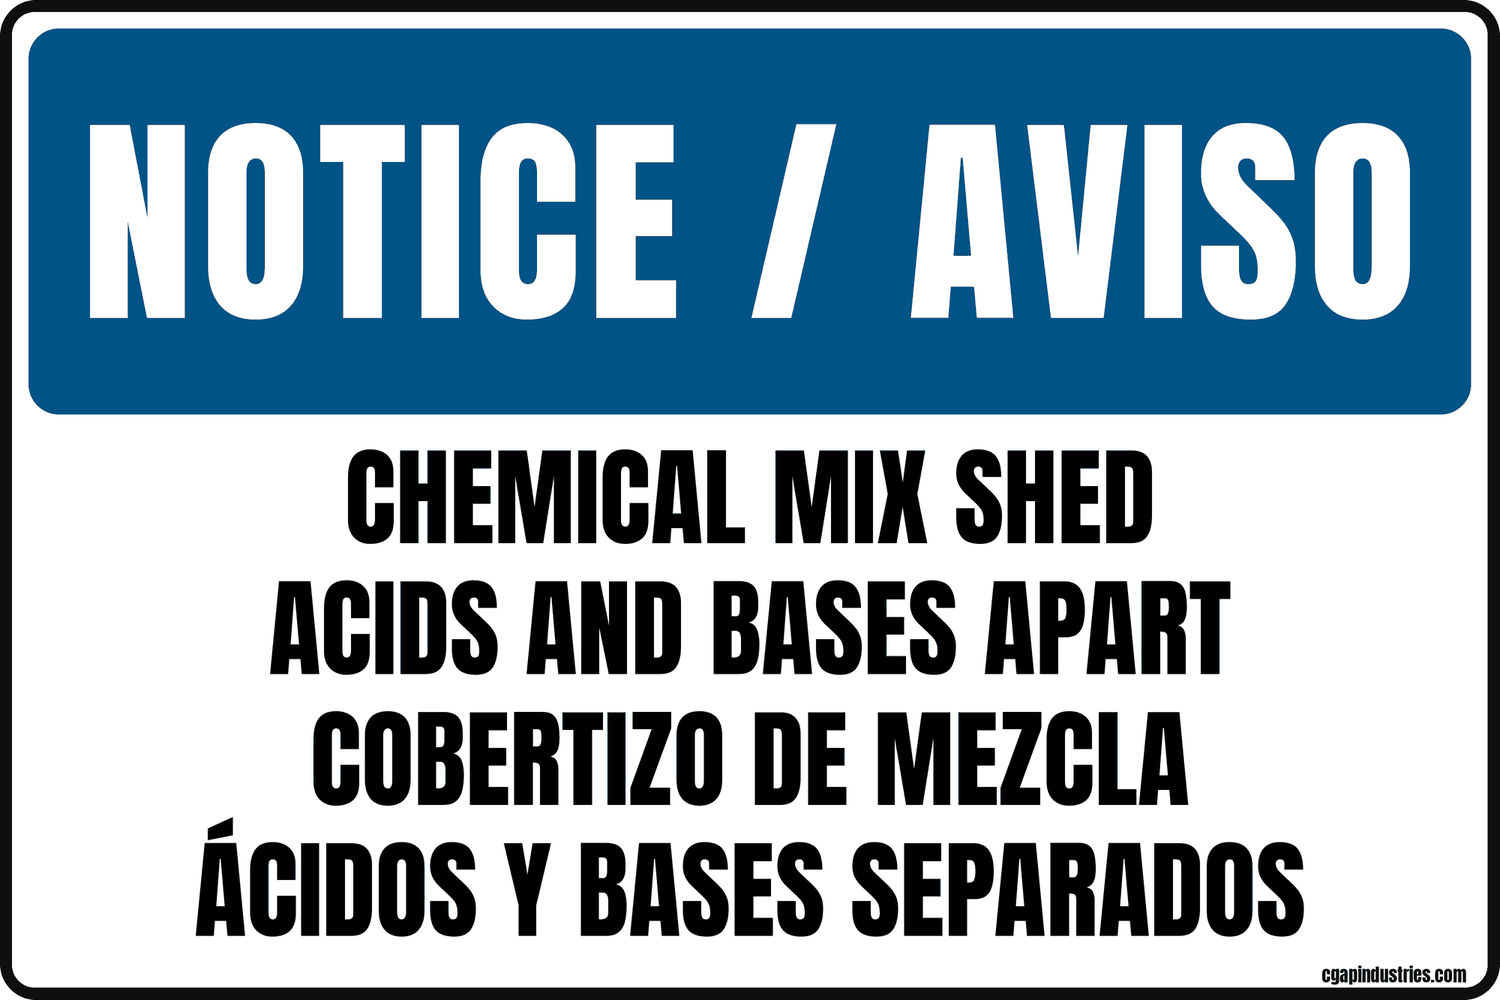 NOTICE / AVISO
CHEMICAL MIX SHED
ACIDS AND BASES APART
COBERTIZO DE MEZCLA
ÁCIDOS Y BASES SEPARADOS
cgapindustries.com